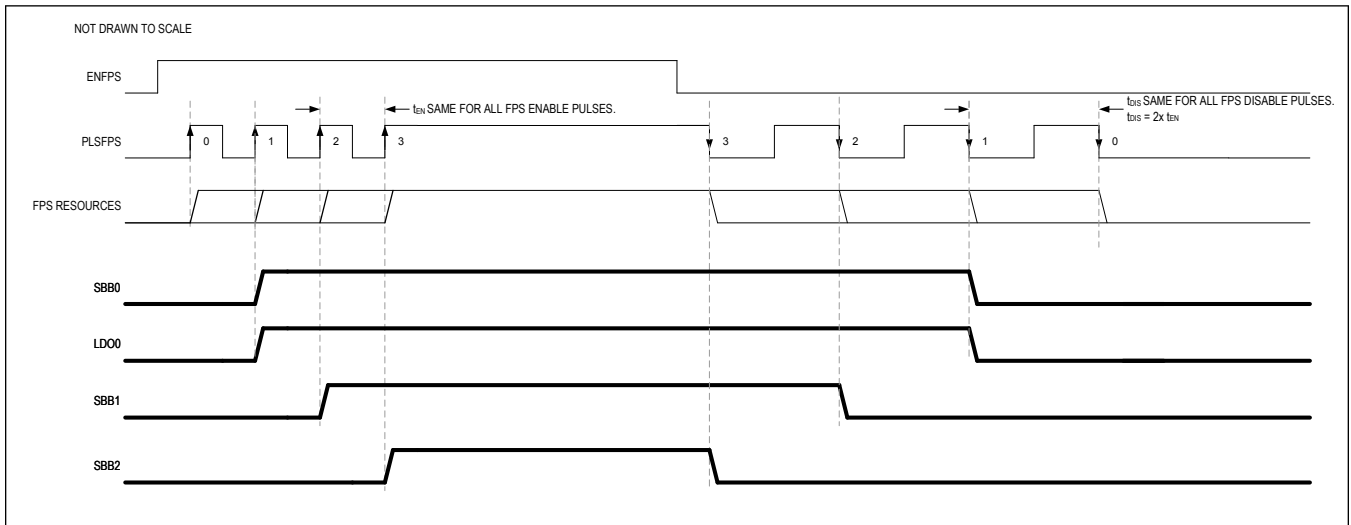 NOT DRAWN TO SCALE
ENFPS
tEN SAME FOR ALL FPS ENABLE PULSES.
tDIS SAME FOR ALL FPS DISABLE PULSES.
tDIS = 2x tEN
PLSFPS
0 1 2 3 3 2 1 0
FPS RESOURCES
SBB0
LDO0
SBB1
SBB2